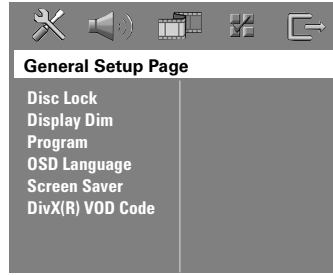 General Setup Page
Disc Lock
Display Dim
Program
OSD Language
Screen Saver
DivX(R) VOD Code